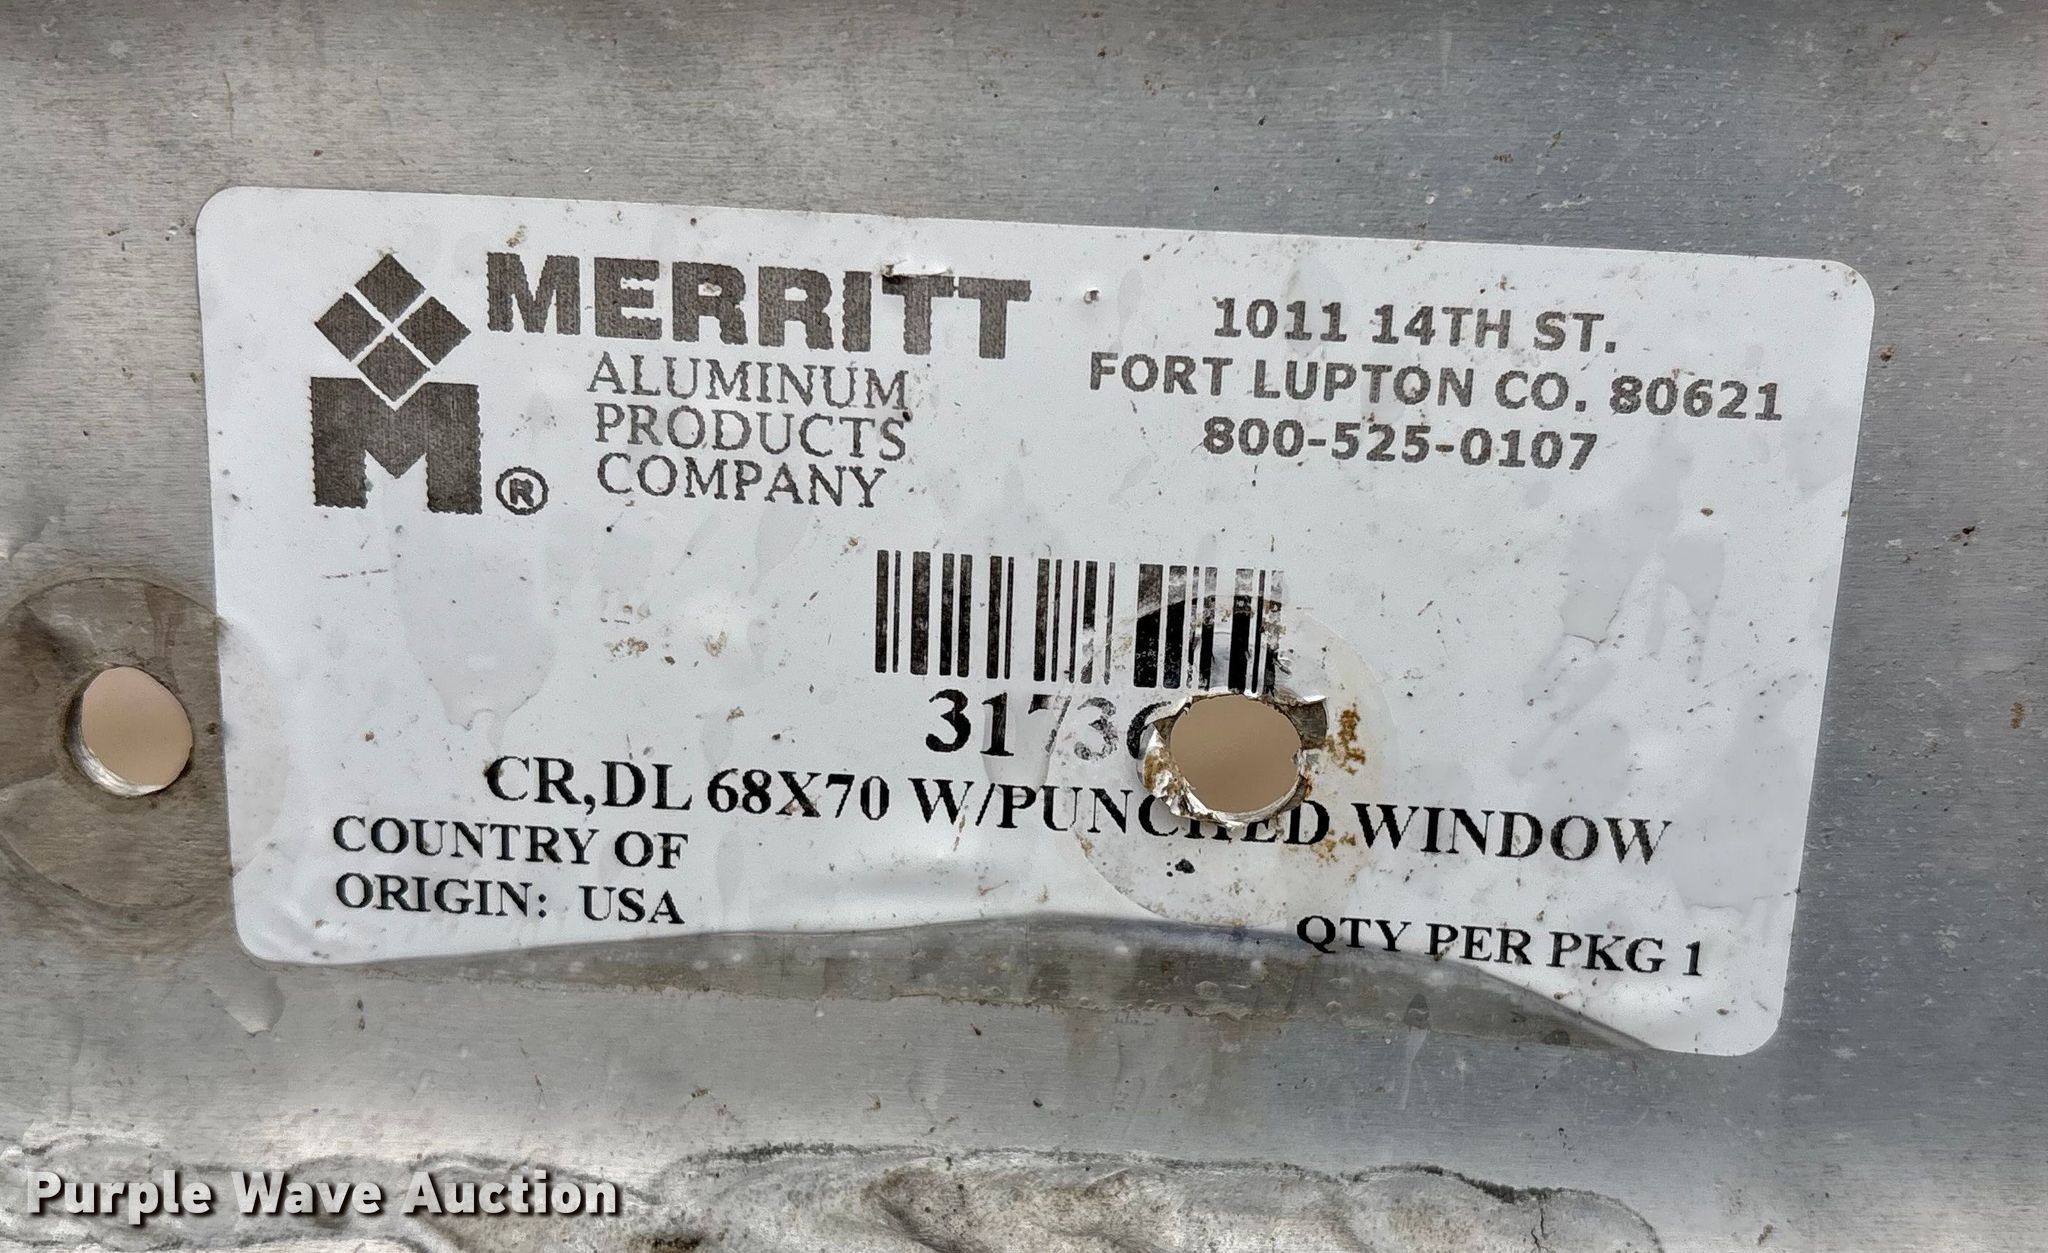 MERRITT
ALUMINUM
PRODUCTS
COMPANY
®
1011 14TH ST.
FORT LUPTON CO. 80621
800-525-0107
CR,DL 68X70 W/PUNCHED WINDOW
COUNTRY OF
ORIGIN: USA
QTY PER PKG 1
Purple Wave Auction